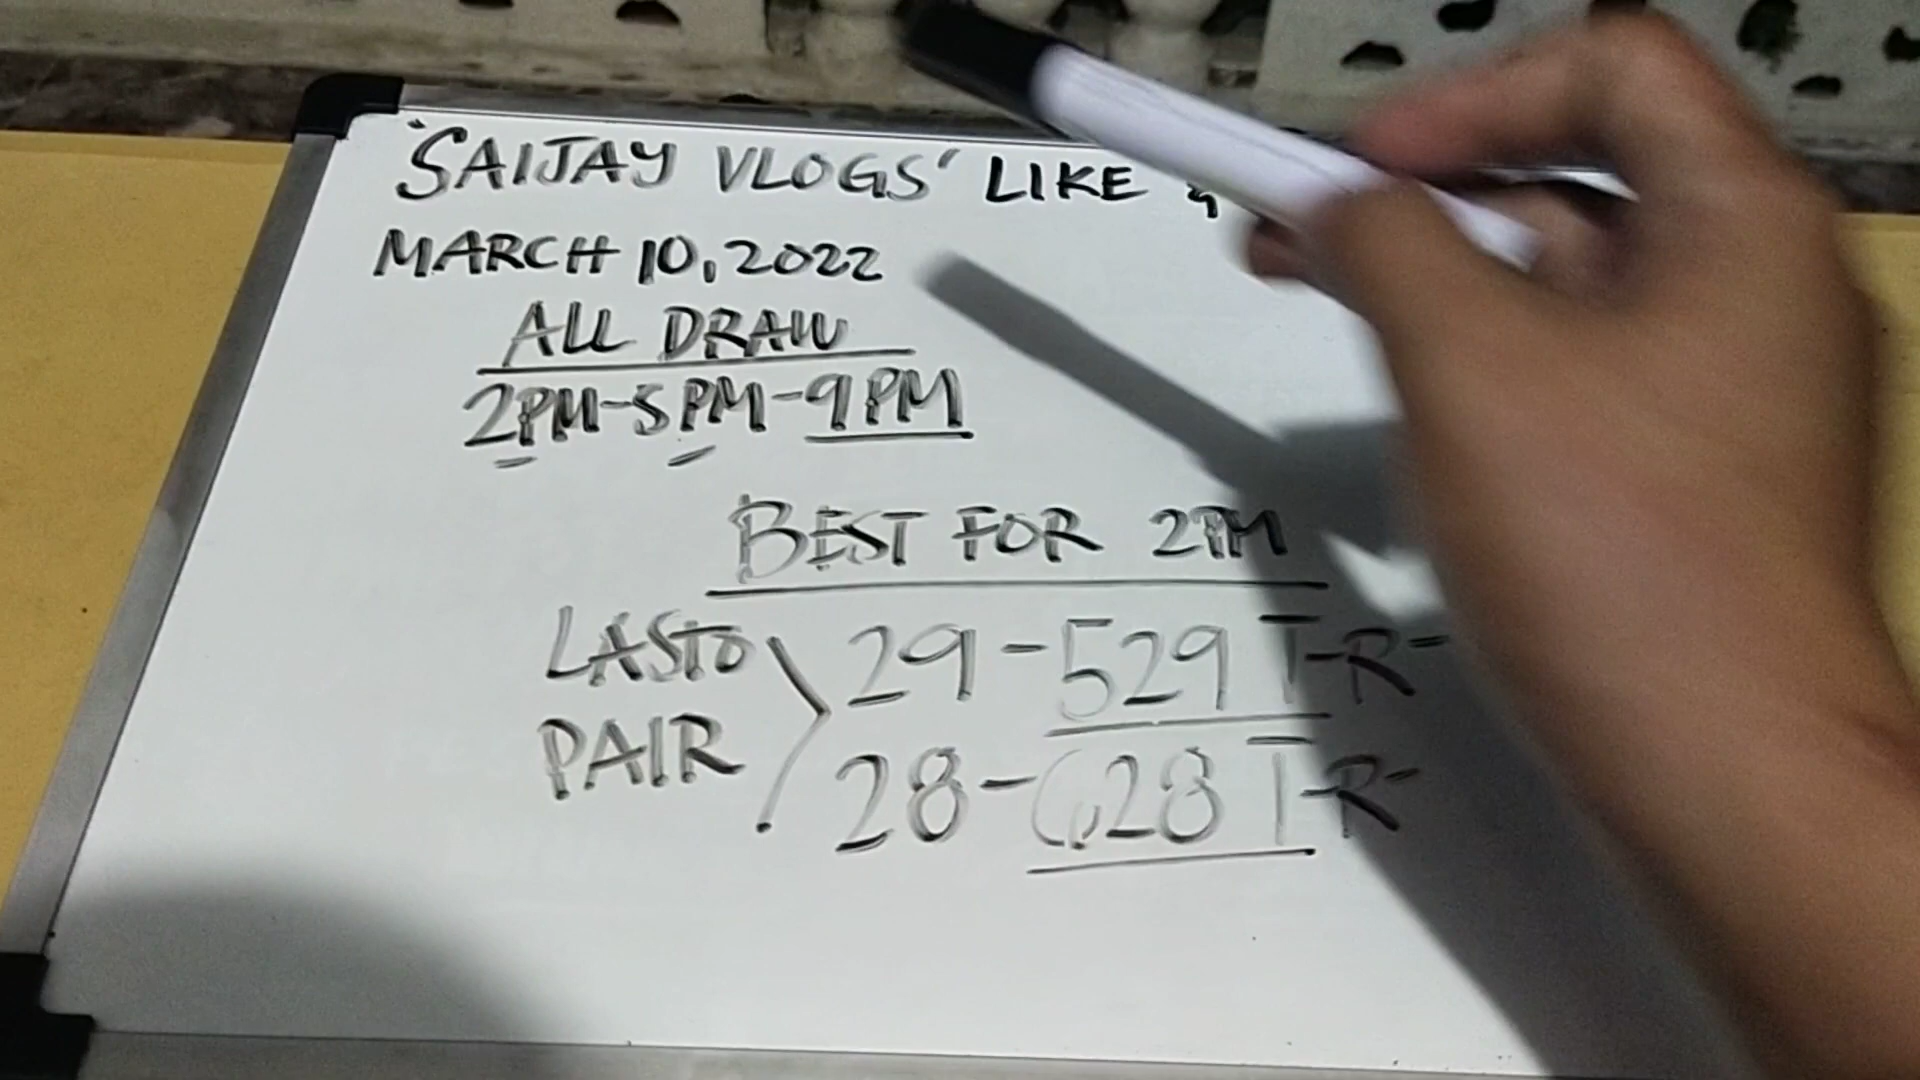 "SAIJAY VLOGS" LIKE &
MARCH 10, 2022
ALL DRAW
2PM-5PM-9PM
BEST FOR 2PM
LASTO 29-529 T-R-
PAIR 28-628 T-R-